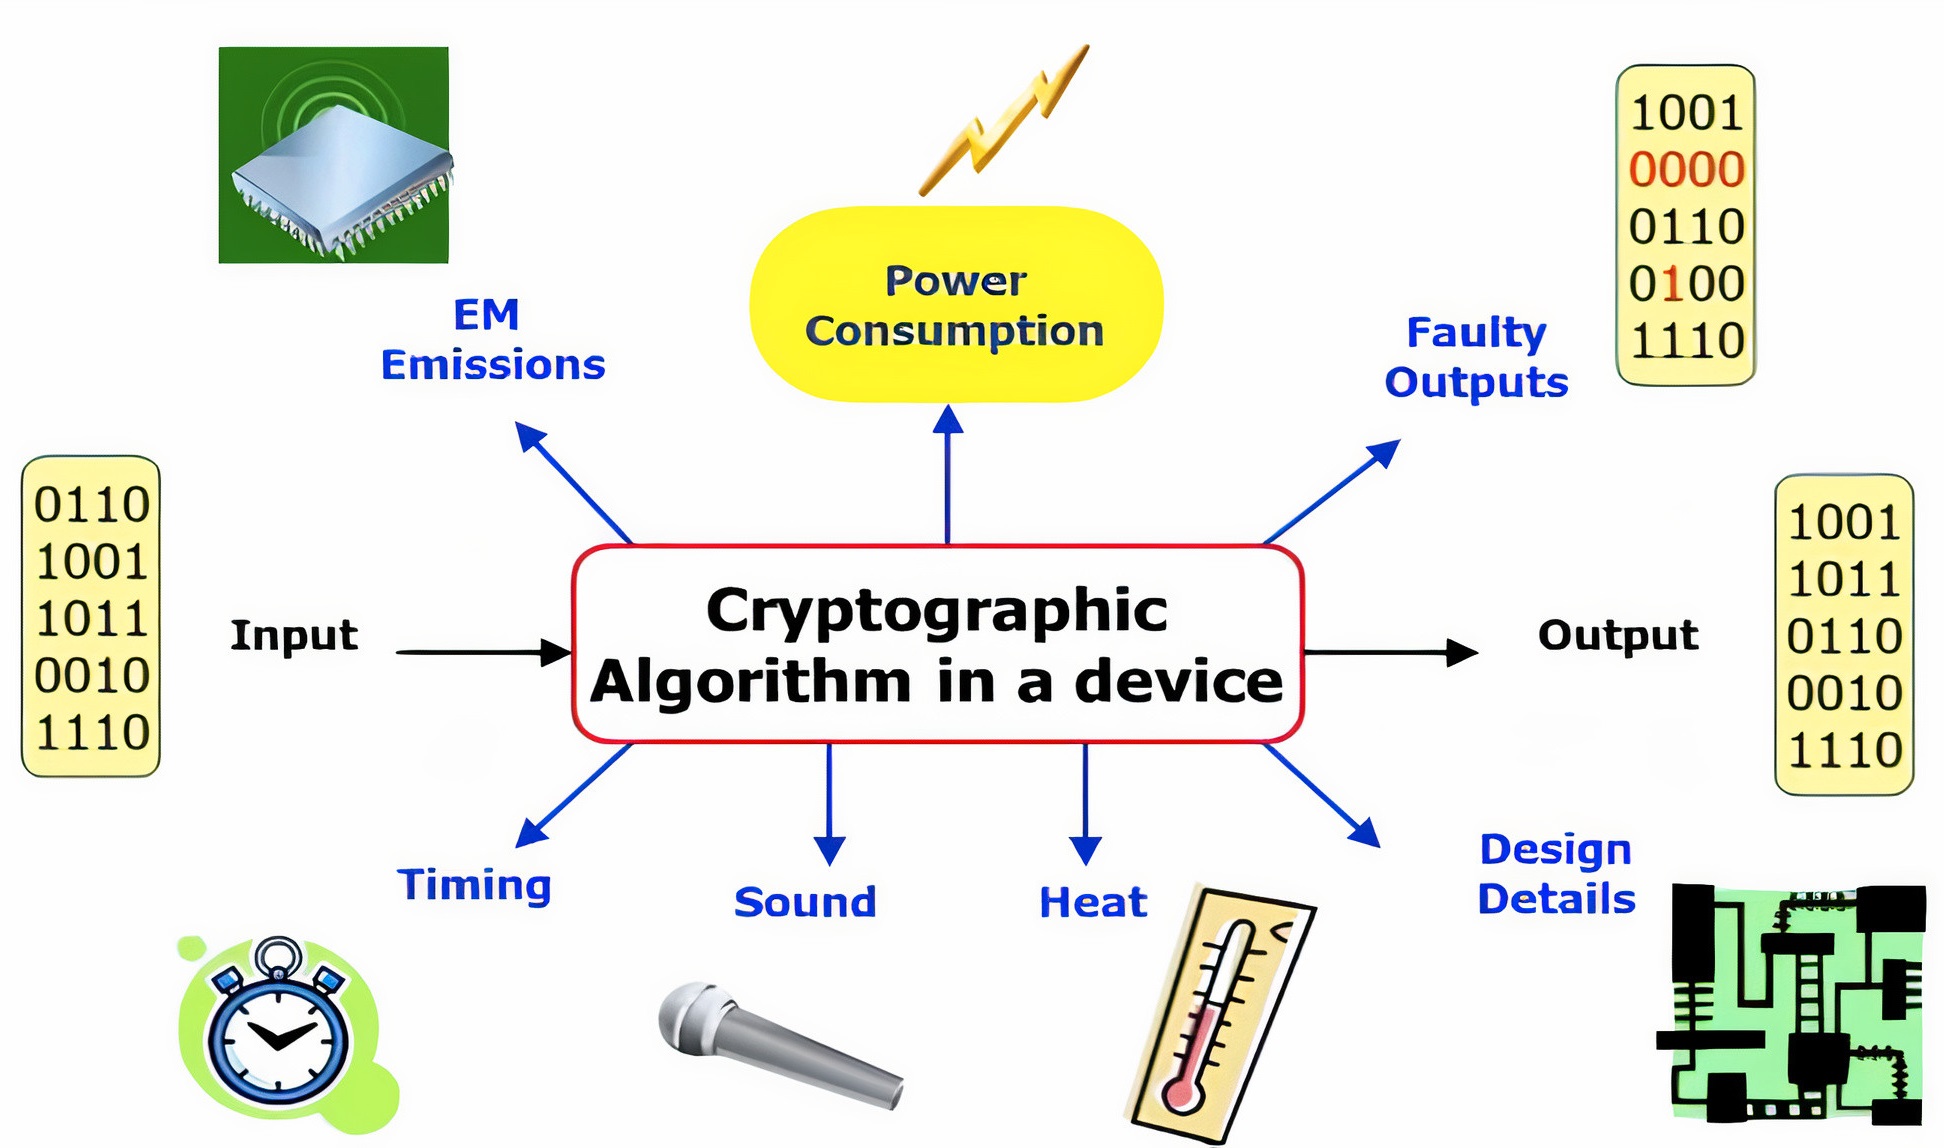 EM
Emissions
Power
Consumption
Faulty
Outputs
1001
0000
0110
0100
1110
0110
1001
1011
0010
1110
Input
Cryptographic
Algorithm in a device
Output
1001
1011
0110
0010
1110
Timing
Sound
Heat
Design
Details